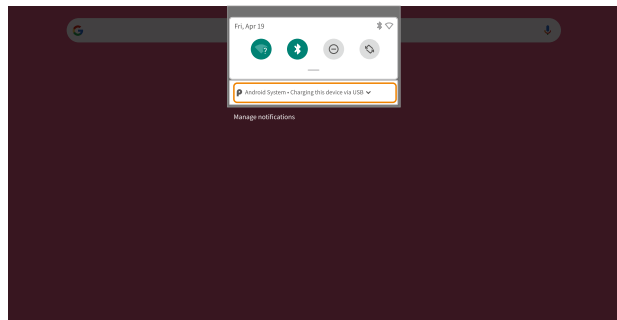 Fri, Apr 19
Android System • Charging this device via USB
Manage notifications